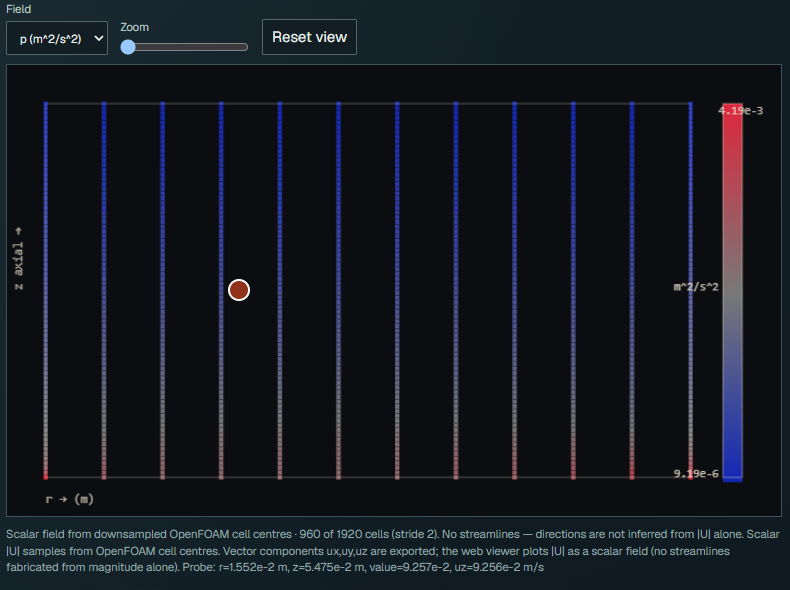 Field
Zoom
p (m^2/s^2)
Reset view
4.19e-3
z axial →
m^2/s^2
9.19e-6
r → (m)
Scalar field from downsampled OpenFOAM cell centres · 960 of 1920 cells (stride 2). No streamlines — directions are not inferred from |U| alone. Scalar
|U| samples from OpenFOAM cell centres. Vector components ux,uy,uz are exported; the web viewer plots |U| as a scalar field (no streamlines
fabricated from magnitude alone). Probe: r=1.552e-2 m, z=5.475e-2 m, value=9.257e-2, uz=9.256e-2 m/s